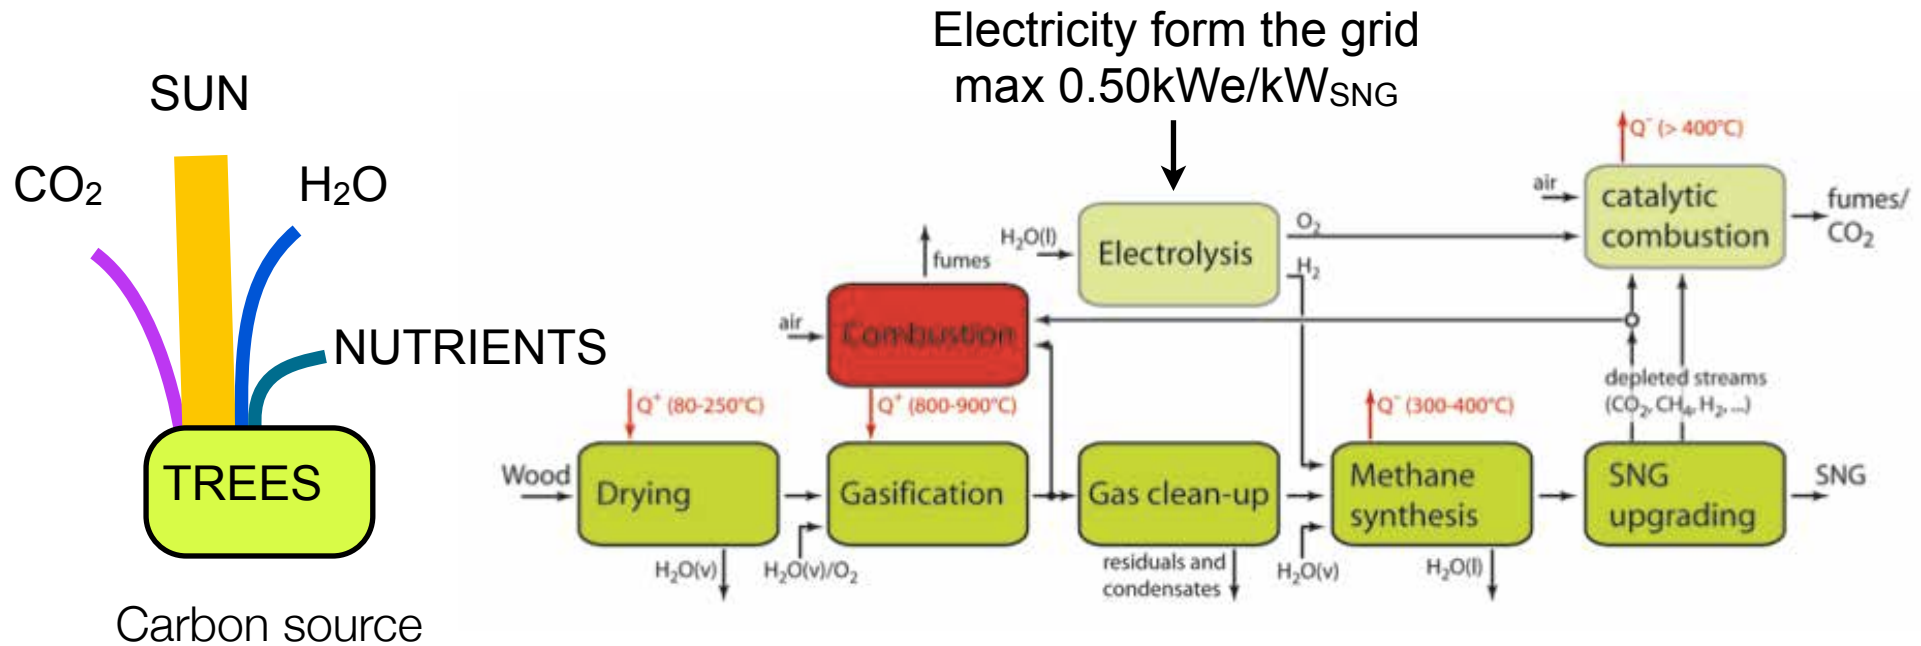 Electricity form the grid
max 0.50kWe/kWSNG
SUN
CO2
H2O
NUTRIENTS
TREES
Carbon source
Q⁻ (> 400°C)
air
catalytic
combustion
fumes/
CO2
O2
H2O(l)
Electrolysis
H2
fumes
air
Combustion
depleted streams
(CO2, CH4, H2, ...)
Q⁺ (80-250°C)
Q⁺ (800-900°C)
Q⁻ (300-400°C)
Wood
Drying
Gasification
Gas clean-up
Methane
synthesis
SNG
upgrading
SNG
H2O(v)
H2O(v)/O2
residuals and
condensates
H2O(v)
H2O(l)